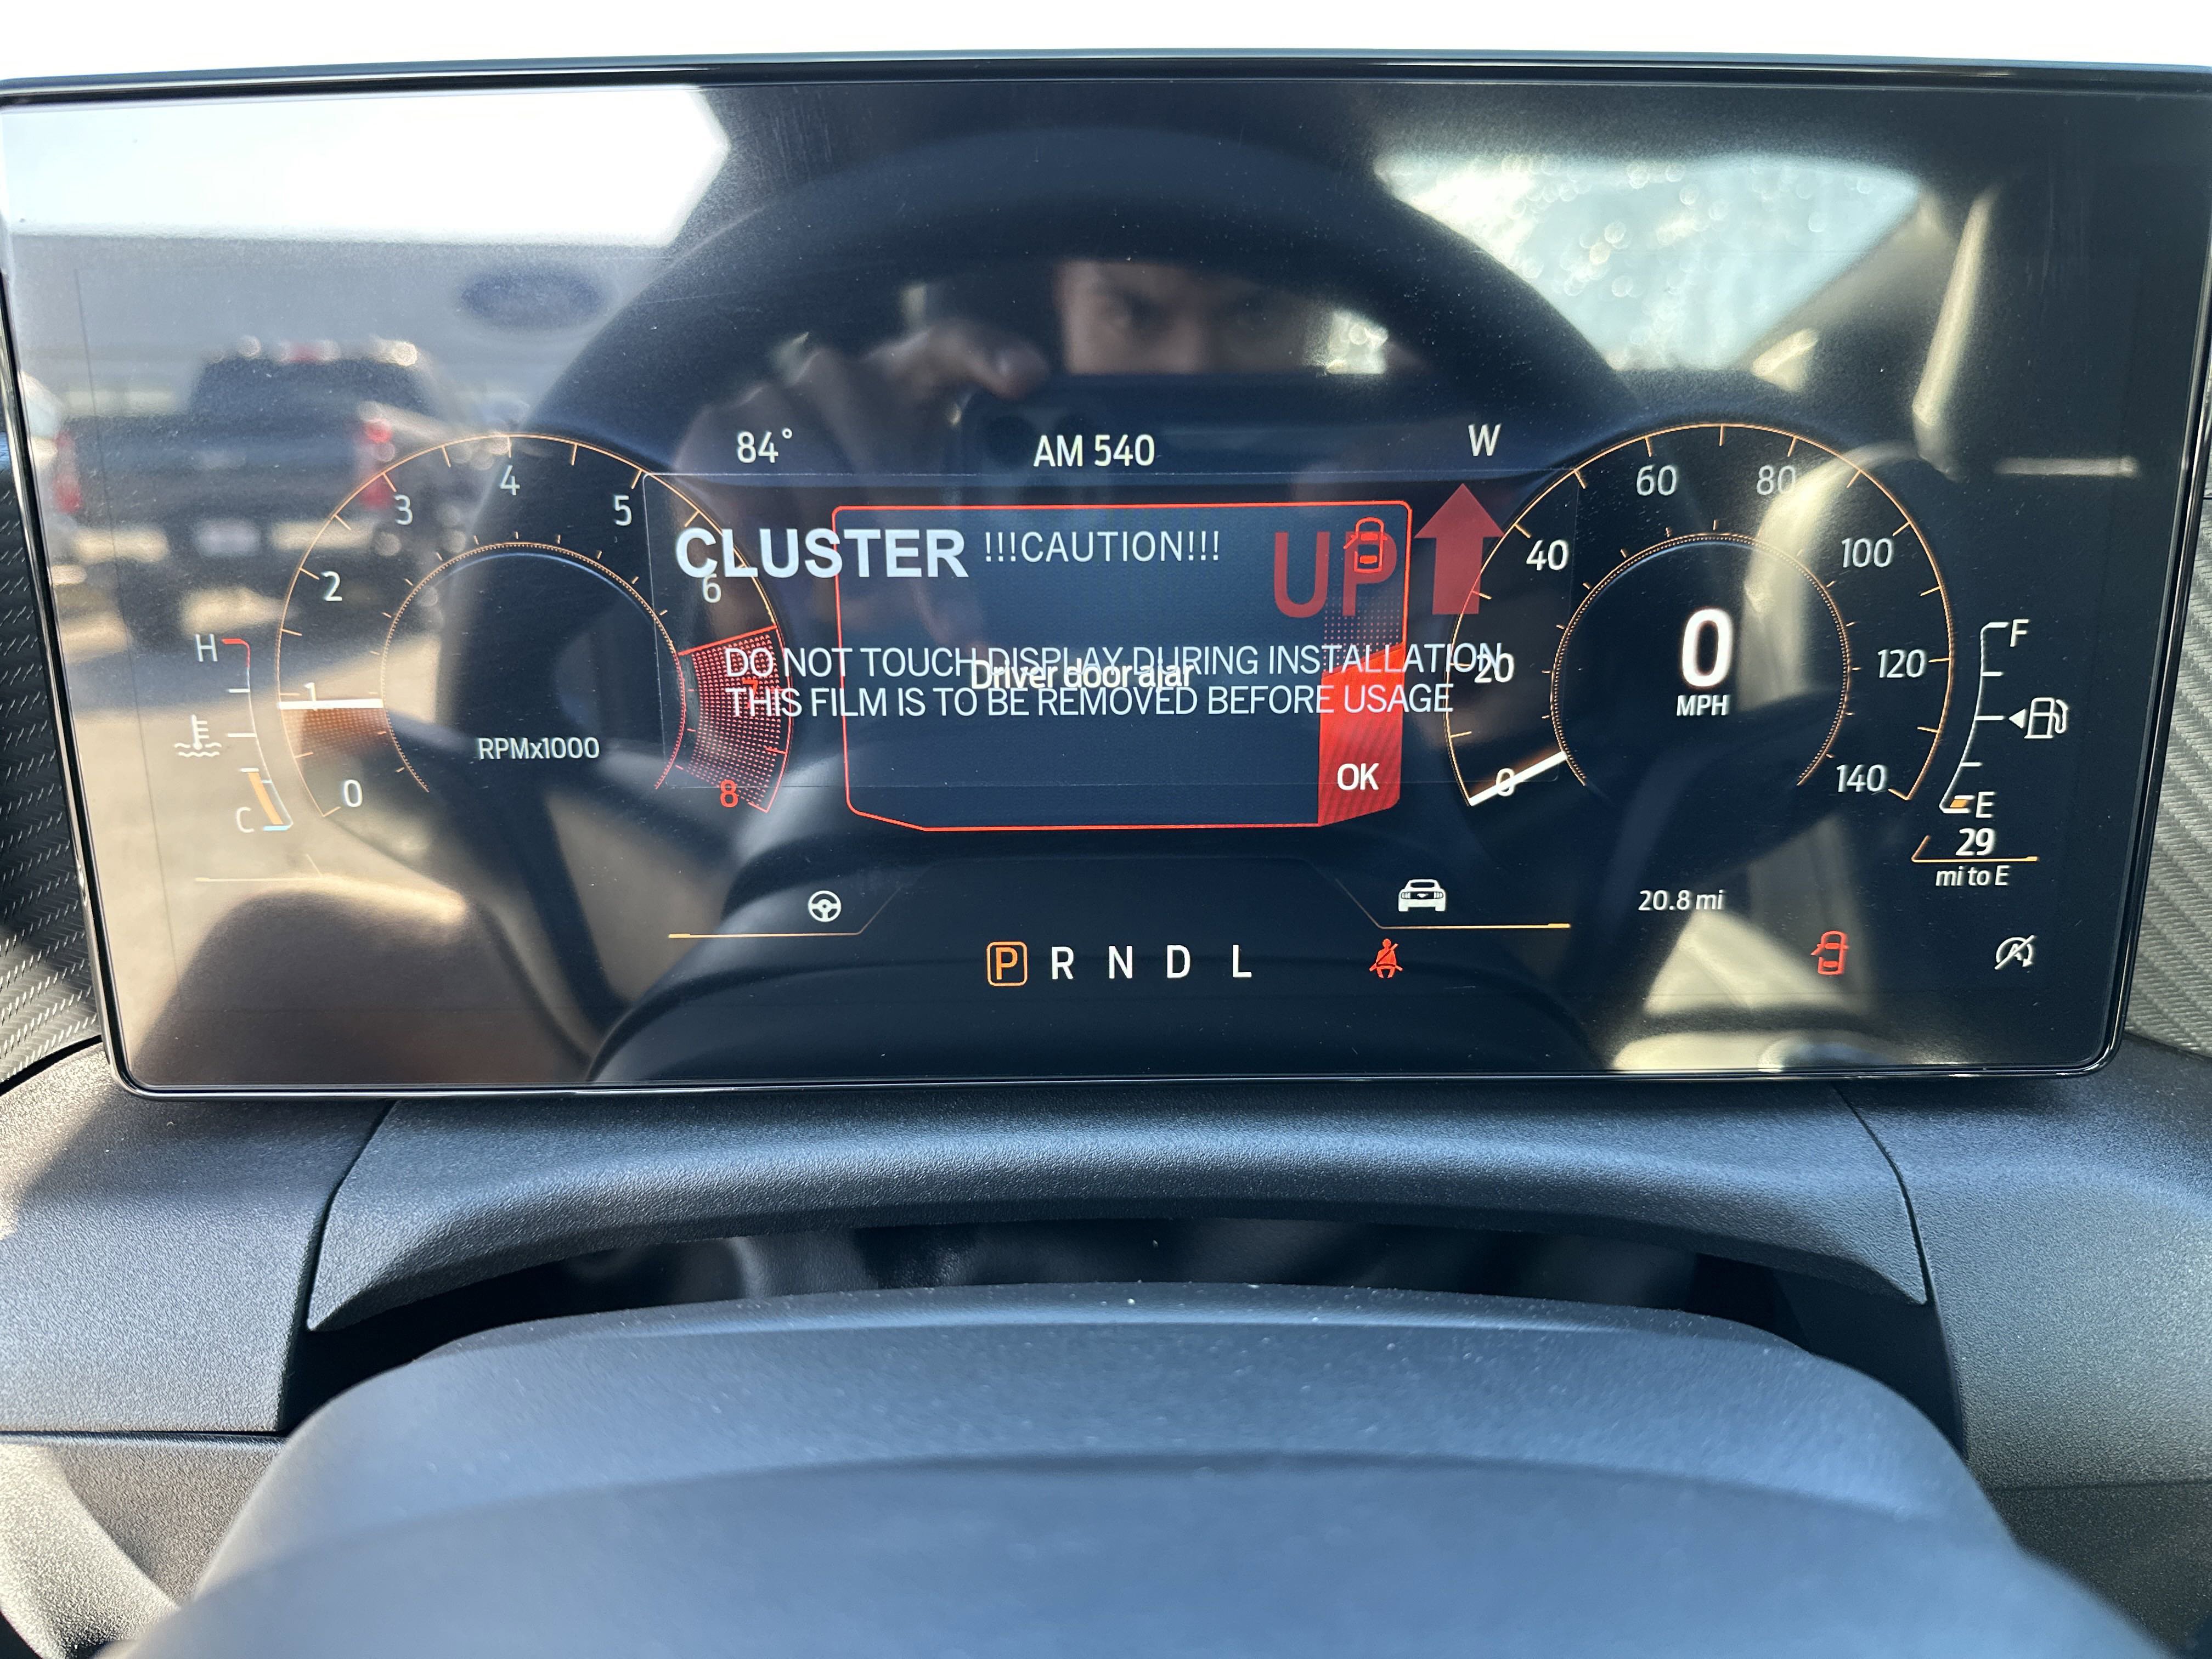 84° AM 540 W
CLUSTER !!!CAUTION!!! UP
DO NOT TOUCH DISPLAY DURING INSTALLATION
THIS FILM IS TO BE REMOVED BEFORE USAGE
Driver door ajar
OK
0 1 2 3 4 5 6 7 8
RPMx1000
H
C
0 20 40 60 80 100 120 140
0
MPH
F
E
29
mi to E
20.8 mi
P R N D L